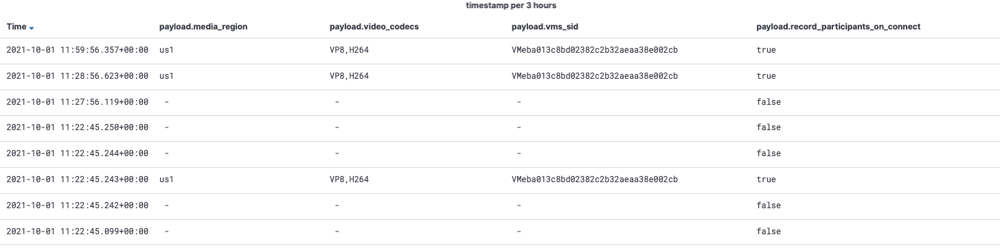 timestamp per 3 hours
Time payload.media_region payload.video_codecs payload.vms_sid payload.record_participants_on_connect
2021-10-01 11:59:56.357+00:00 us1 VP8,H264 VMeba013c8bd02382c2b32aeaa38e002cb true
2021-10-01 11:28:56.623+00:00 us1 VP8,H264 VMeba013c8bd02382c2b32aeaa38e002cb true
2021-10-01 11:27:56.119+00:00 - - - false
2021-10-01 11:22:45.250+00:00 - - - false
2021-10-01 11:22:45.244+00:00 - - - false
2021-10-01 11:22:45.243+00:00 us1 VP8,H264 VMeba013c8bd02382c2b32aeaa38e002cb true
2021-10-01 11:22:45.242+00:00 - - - false
2021-10-01 11:22:45.099+00:00 - - - false